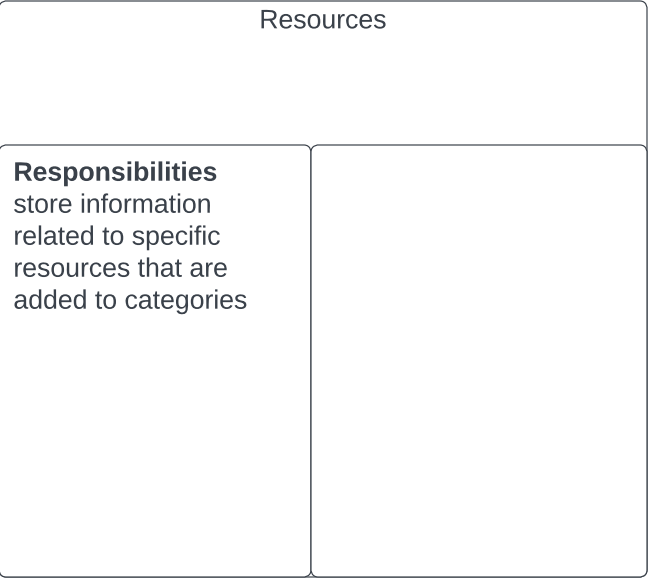 Resources
Responsibilities
store information
related to specific
resources that are
added to categories